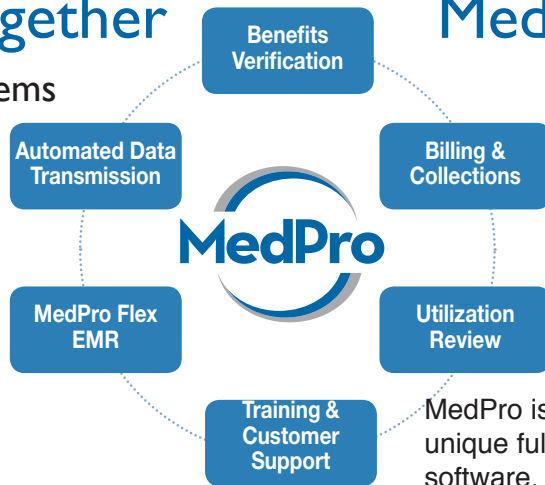 gether
Med
ems
Benefits
Verification
Automated Data
Transmission
Billing &
Collections
MedPro
MedPro Flex
EMR
Utilization
Review
Training &
Customer
Support
MedPro is
unique ful
software.